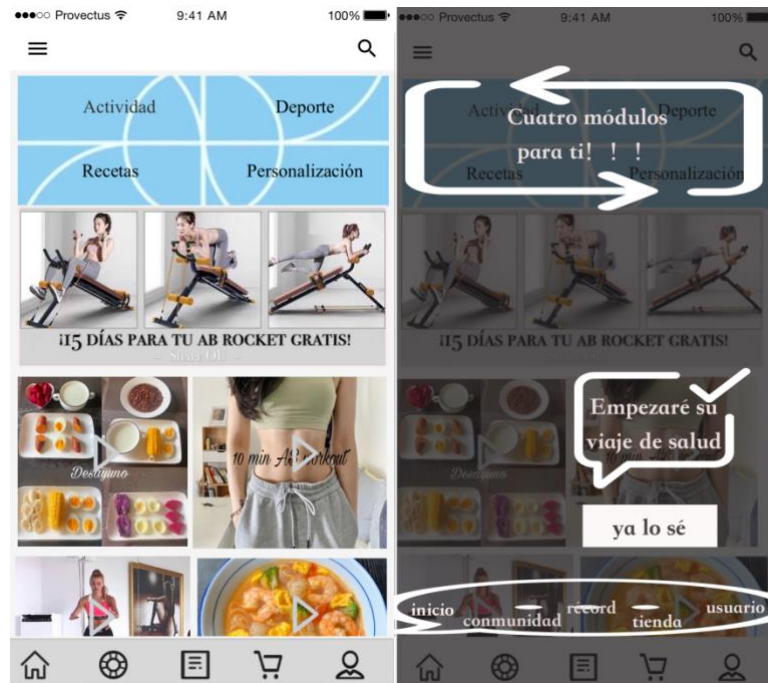 ●●●○○ Provectus 9:41 AM 100%
Actividad Deporte
Recetas Personalización
¡15 DÍAS PARA TU AB ROCKET GRATIS!
Desayuno
10 min AB workout
●●●○○ Provectus 9:41 AM 100%
Actividad Deporte
Cuatro módulos
para ti! ! !
Recetas Personalización
¡15 DÍAS PARA TU AB ROCKET GRATIS!
Empezaré su
viaje de salud
Desayuno
ya lo sé
inicio conmunidad récord tienda usuario